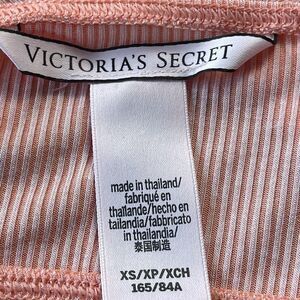 VICTORIA'S SECRET
made in thailand/
fabriqué en
thaïlande/hecho en
tailandia/fabbricato
in thailandia/
泰国制造
XS/XP/XCH
165/84A